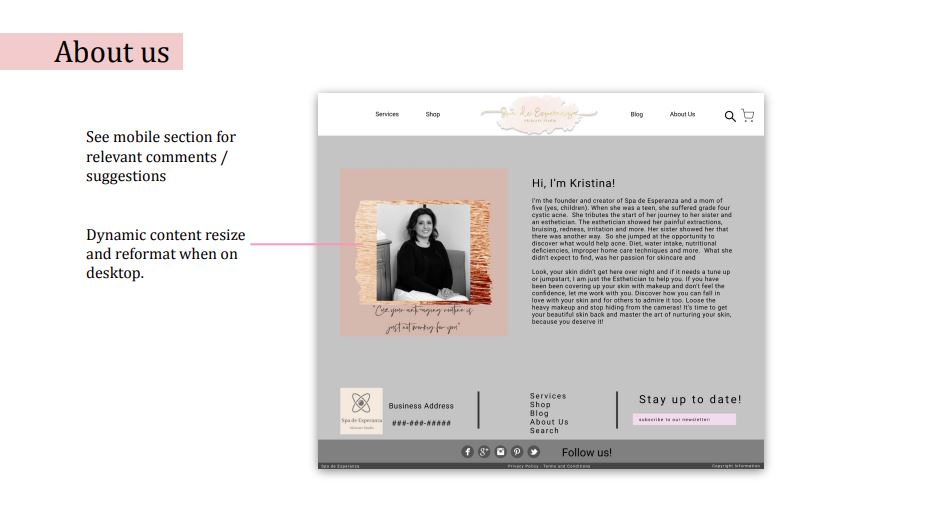 About us
See mobile section for
relevant comments /
suggestions
Dynamic content resize
and reformat when on
desktop.
Services
Shop
Spa de Esperanza
Blog
About Us
"Cuz your anti-aging routine is
just not working for you"
Hi, I'm Kristina!
I'm the founder and creator of Spa de Esperanza and a mom of
five (yes, children). When she was a teen, she suffered grade four
cystic acne. She tributes the start of her journey to her sister and
an esthetician. The esthetician showed her painful extractions,
bruising, redness, irritation and more. Her sister showed her that
there was another way. So she jumped at the opportunity to
discover what would help acne. Diet, water intake, nutritional
deficiencies, improper home care techniques and more. What she
didn't expect to find, was her passion for skincare and
Look, your skin didn't get here over night and if it needs a tune up
or jumpstart, I am just the Esthetician to help you. If you have
been been covering up your skin with makeup and don't feel the
confidence, let me work with you. Discover how you can fall in
love with your skin and for others to admire it too. Loose the
heavy makeup and stop hiding from the cameras! It's time to get
your beautiful skin back and master the art of nurturing your skin,
because you deserve it!
Spa de Esperanza
Skincare Studio
Business Address
###-###-#####
Services
Shop
Blog
About Us
Search
Stay up to date!
subscribe to our newsletter!
Follow us!
Spa de Esperanza
Privacy Policy - Terms and Conditions
Copyright Information